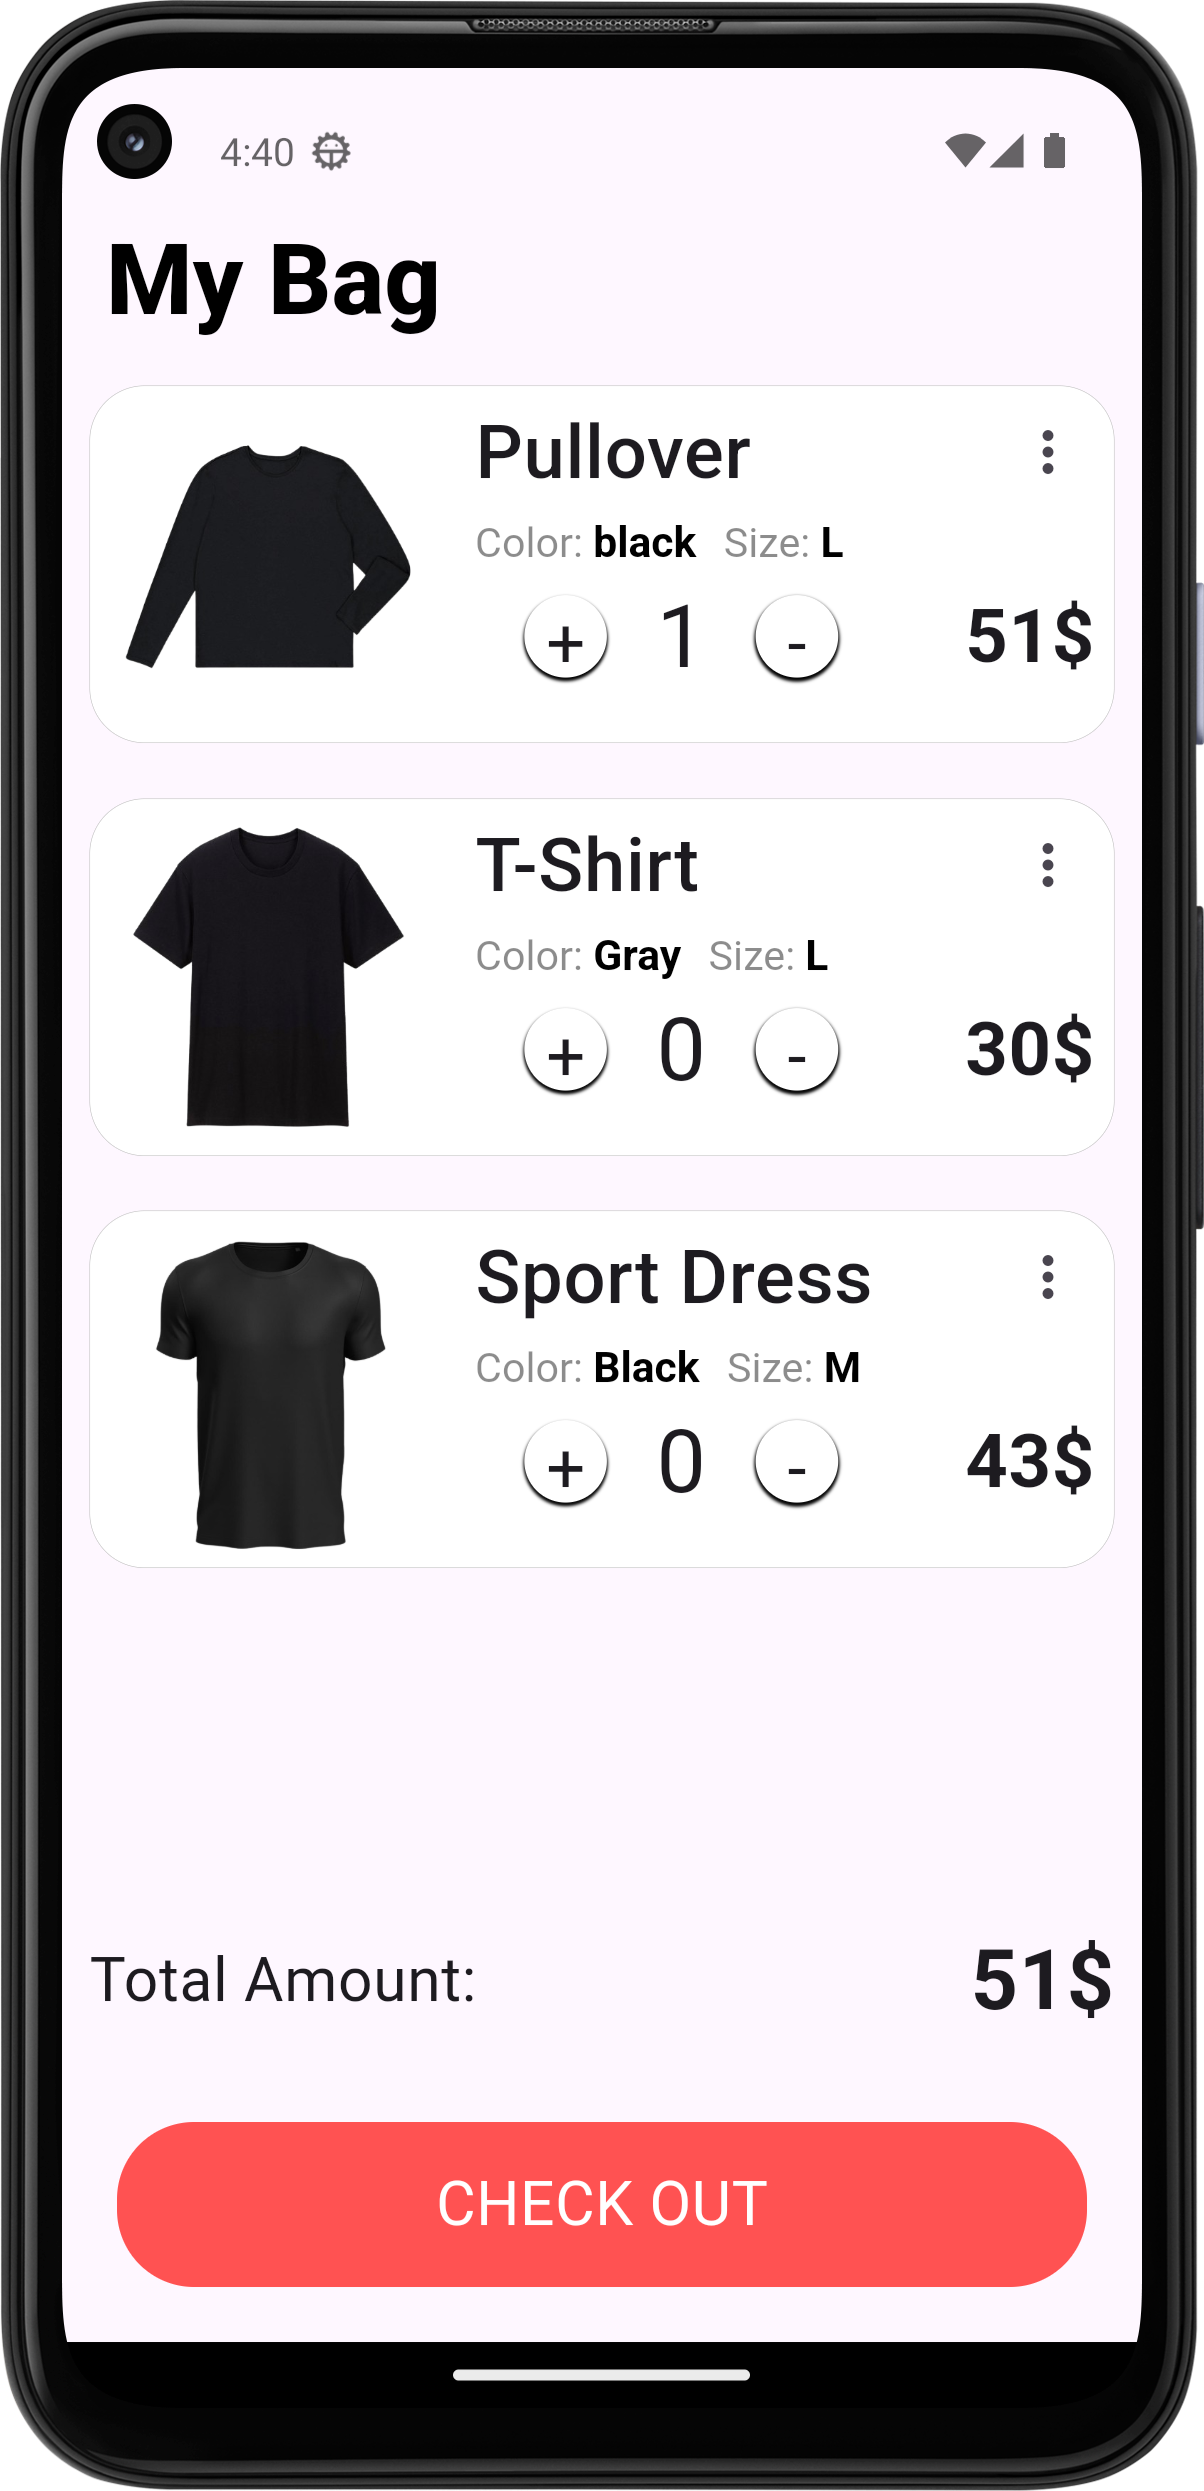 4:40
My Bag
Pullover
Color: black Size: L
+ 1 - 51$
T-Shirt
Color: Gray Size: L
+ 0 - 30$
Sport Dress
Color: Black Size: M
+ 0 - 43$
Total Amount: 51$
CHECK OUT